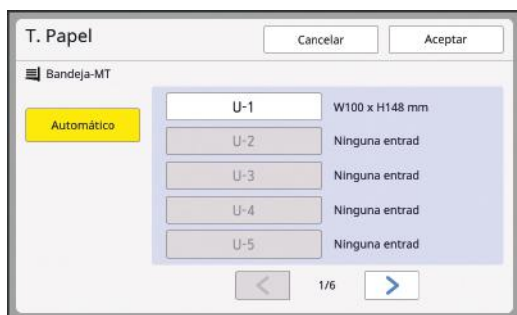 T. Papel
Cancelar
Aceptar
Bandeja-MT
Automático
U-1 W100 x H148 mm
U-2 Ninguna entrad
U-3 Ninguna entrad
U-4 Ninguna entrad
U-5 Ninguna entrad
1/6